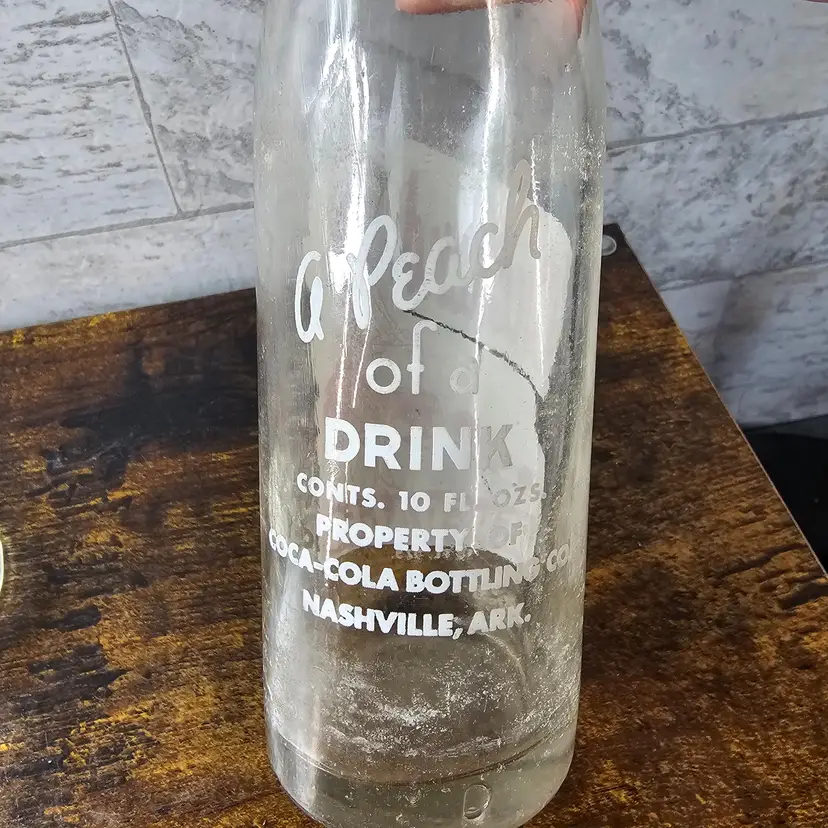 a Peach
of a
DRINK
CONTS. 10 FL. OZS.
PROPERTY OF
COCA-COLA BOTTLING CO.
NASHVILLE, ARK.